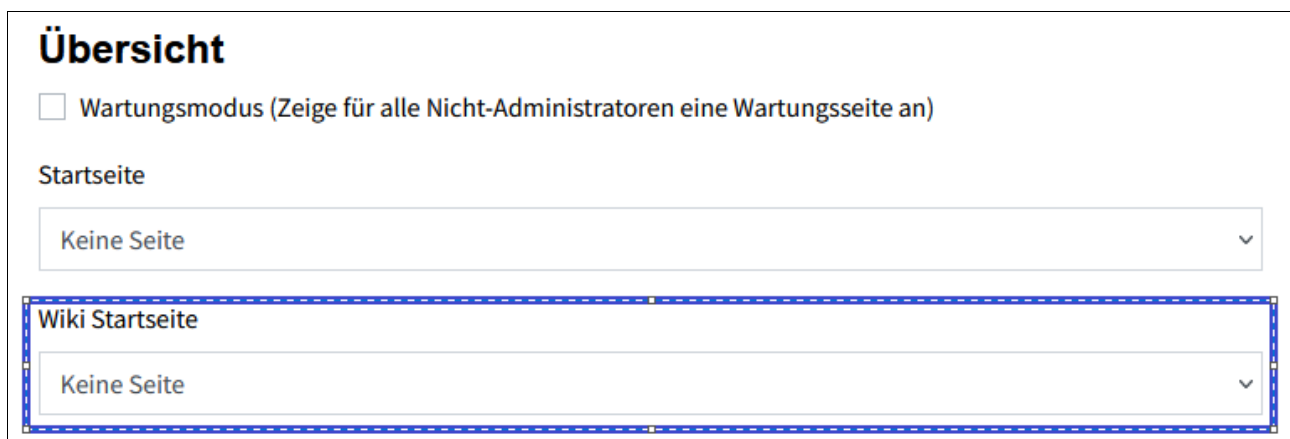 Übersicht
Wartungsmodus (Zeige für alle Nicht-Administratoren eine Wartungsseite an)
Startseite
Keine Seite
Wiki Startseite
Keine Seite